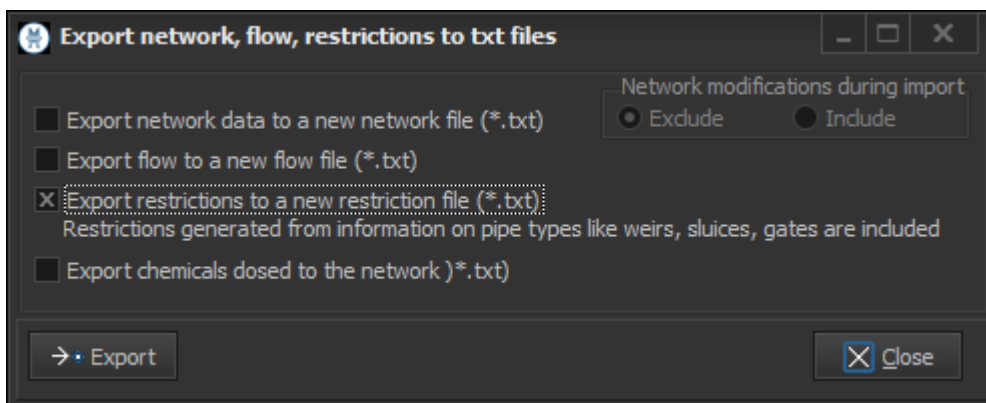 Export network, flow, restrictions to txt files
Network modifications during import
Export network data to a new network file (*.txt)
Exclude
Include
Export flow to a new flow file (*.txt)
Export restrictions to a new restriction file (*.txt)
Restrictions generated from information on pipe types like weirs, sluices, gates are included
Export chemicals dosed to the network )*.txt)
Export
Close